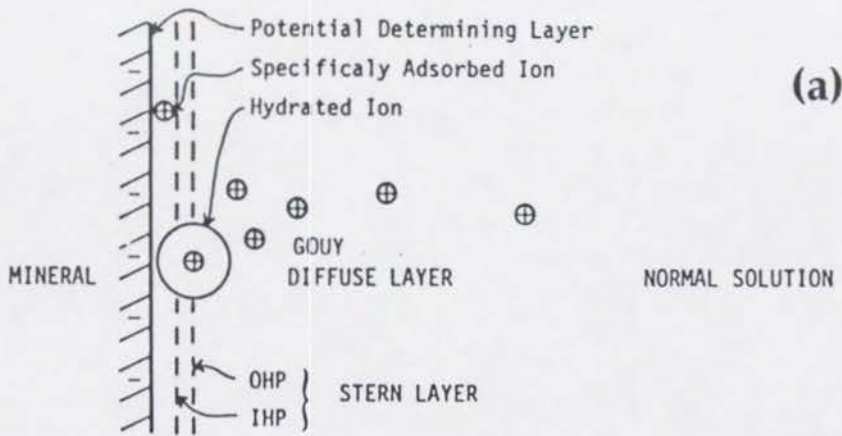 Potential Determining Layer
Specificaly Adsorbed Ion
(a)
Hydrated Ion
GOUY
MINERAL DIFFUSE LAYER NORMAL SOLUTION
OHP
STERN LAYER
IHP